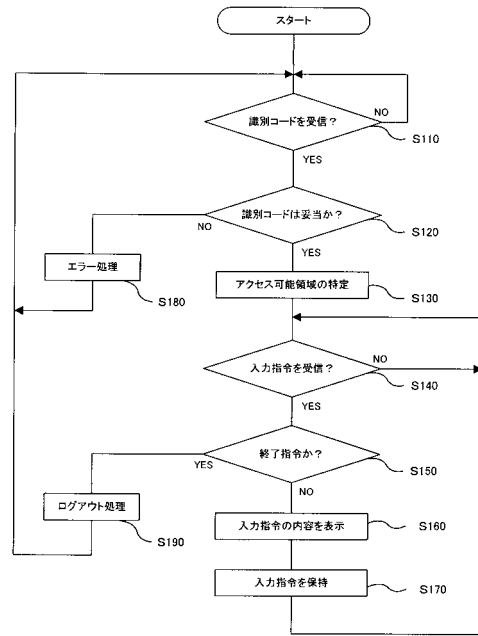 スタート
識別コードを受信？
NO
S110
YES
識別コードは妥当か？
NO
S120
YES
エラー処理
S180
アクセス可能領域の特定
S130
入力指令を受信？
NO
S140
YES
終了指令か？
YES
S150
NO
ログアウト処理
S190
入力指令の内容を表示
S160
入力指令を保持
S170